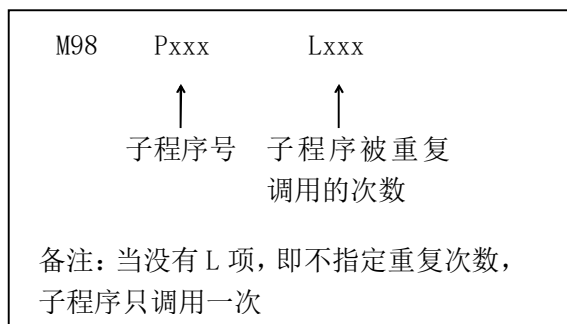 M98 Pxxx Lxxx
子程序号 子程序被重复
调用的次数
备注：当没有 L 项，即不指定重复次数，
子程序只调用一次